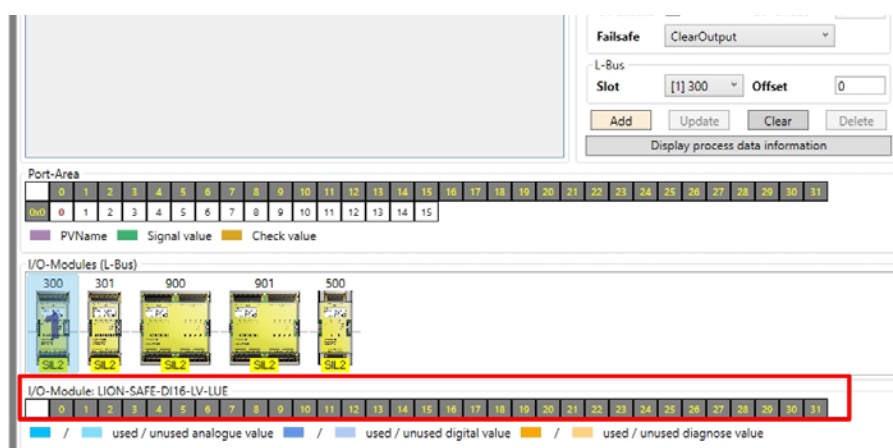 Failsafe ClearOutput
L-Bus
Slot [1] 300 Offset 0
Add Update Clear Delete
Display process data information
Port-Area
0 1 2 3 4 5 6 7 8 9 10 11 12 13 14 15 16 17 18 19 20 21 22 23 24 25 26 27 28 29 30 31
0x0 0 1 2 3 4 5 6 7 8 9 10 11 12 13 14 15
PVName Signal value Check value
I/O-Modules (L-Bus)
300 301 900 901 500
1
SIL2 SIL2 SIL2 SIL2 SIL2
I/O-Module: LION-SAFE-DI16-LV-LUE
0 1 2 3 4 5 6 7 8 9 10 11 12 13 14 15 16 17 18 19 20 21 22 23 24 25 26 27 28 29 30 31
/ used / unused analogue value / used / unused digital value / used / unused diagnose value